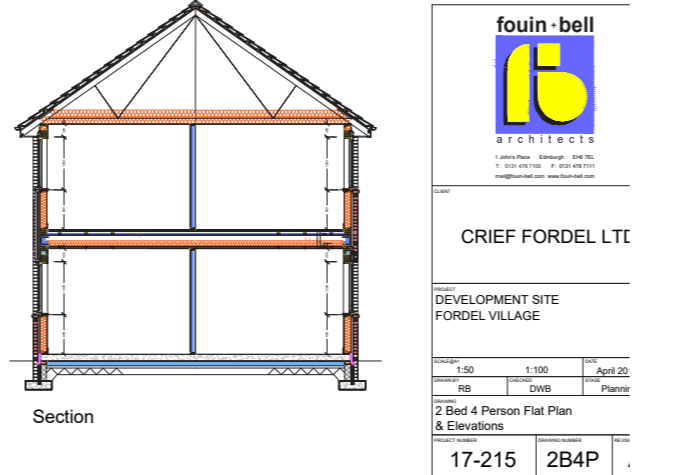 Section
fouin+bell
architects
1 John's Place Edinburgh EH6 7EL
T: 0131 478 7100 F: 0131 478 7111
mail@fouin-bell.com www.fouin-bell.com
CLIENT
CRIEF FORDEL LTD
PROJECT
DEVELOPMENT SITE
FORDEL VILLAGE
SCALE@A1 DATE
1:50 1:100 April 20
DRAWN BY CHECKED STAGE
RB DWB Plannin
DRAWING
2 Bed 4 Person Flat Plan
& Elevations
PROJECT NUMBER DRAWING NUMBER REVIS
17-215 2B4P